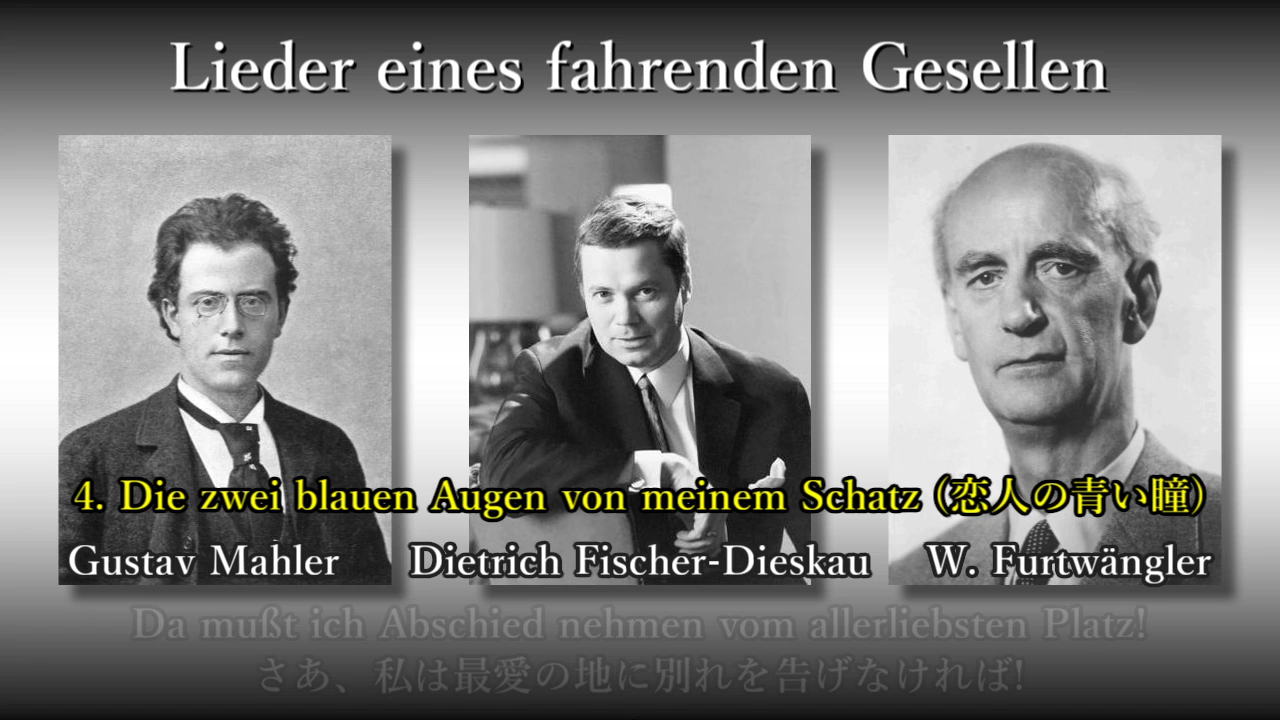 Lieder eines fahrenden Gesellen
4. Die zwei blauen Augen von meinem Schatz (恋人の青い瞳)
Gustav Mahler
Dietrich Fischer-Dieskau
W. Furtwängler
Da mußt ich Abschied nehmen vom allerliebsten Platz!
さあ、私は最愛の地に別れを告げなければ!